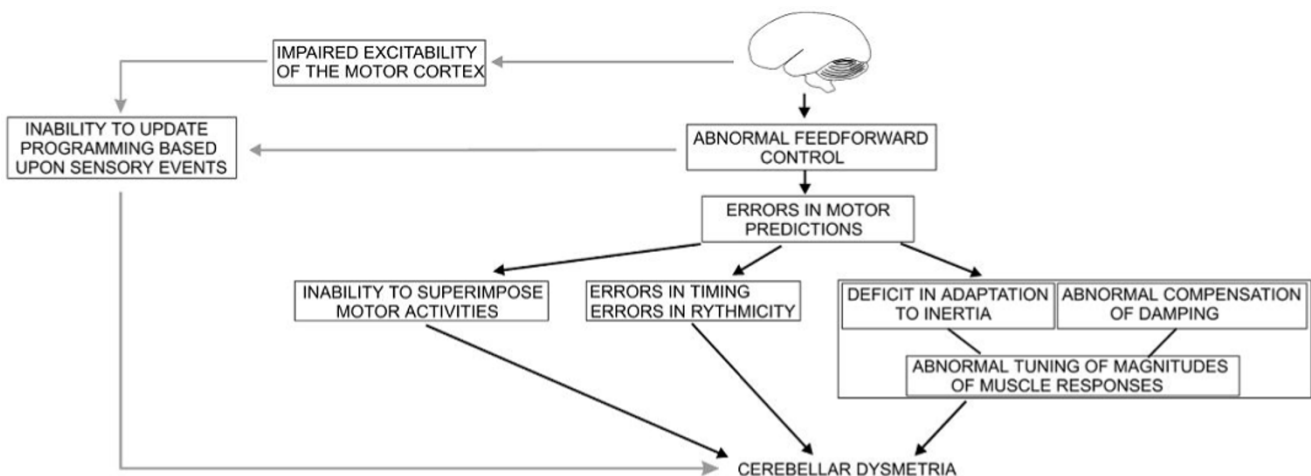 IMPAIRED EXCITABILITY
OF THE MOTOR CORTEX
INABILITY TO UPDATE
PROGRAMMING BASED
UPON SENSORY EVENTS
ABNORMAL FEEDFORWARD
CONTROL
ERRORS IN MOTOR
PREDICTIONS
INABILITY TO SUPERIMPOSE
MOTOR ACTIVITIES
ERRORS IN TIMING
ERRORS IN RYTHMICITY
DEFICIT IN ADAPTATION
TO INERTIA
ABNORMAL COMPENSATION
OF DAMPING
ABNORMAL TUNING OF MAGNITUDES
OF MUSCLE RESPONSES
CEREBELLAR DYSMETRIA